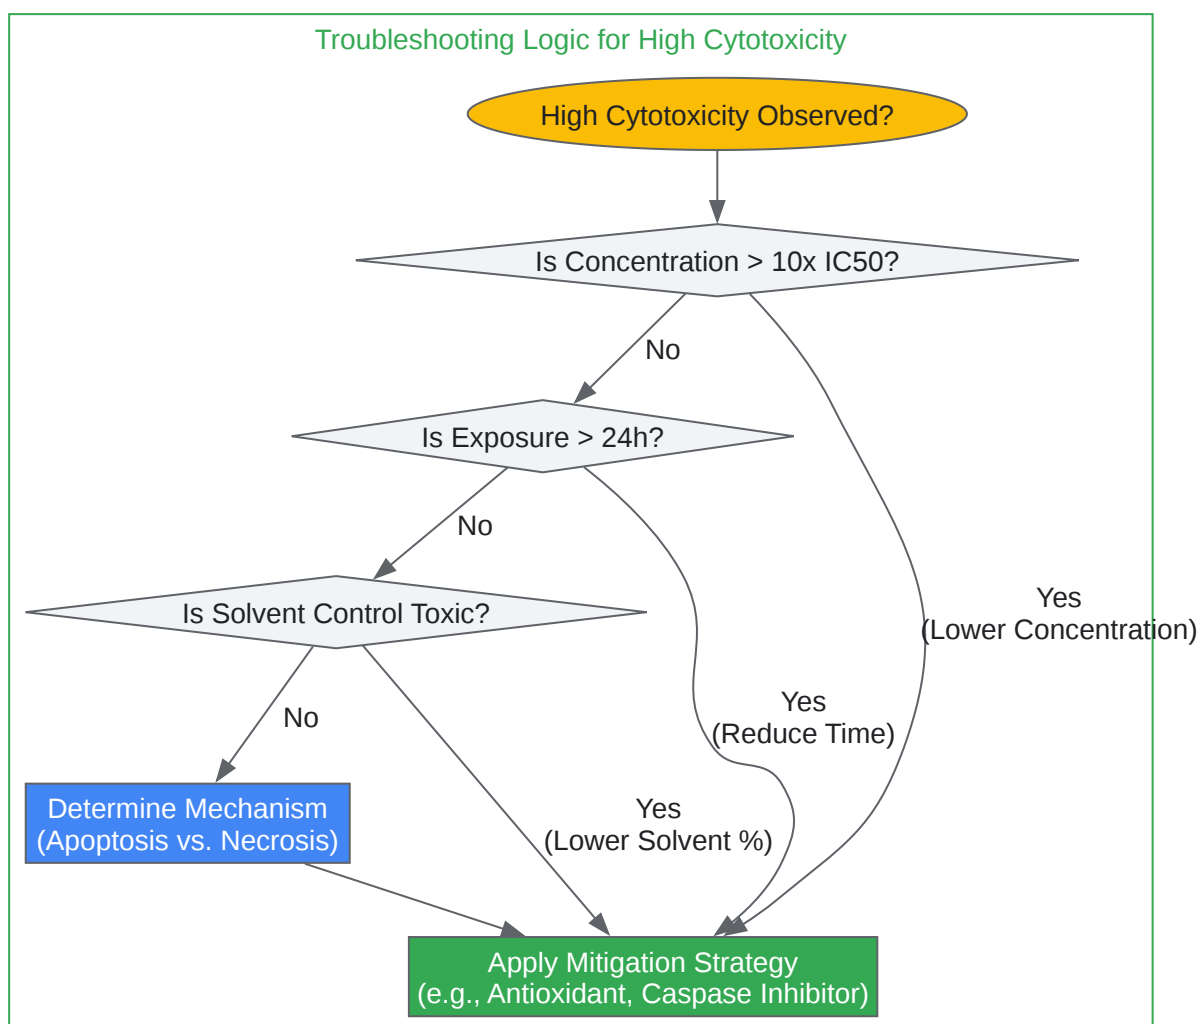 Troubleshooting Logic for High Cytotoxicity
High Cytotoxicity Observed?
Is Concentration > 10x IC50?
No
Is Exposure > 24h?
No
Is Solvent Control Toxic?
Yes
(Lower Concentration)
Yes
(Reduce Time)
No
Yes
(Lower Solvent %)
Determine Mechanism
(Apoptosis vs. Necrosis)
Apply Mitigation Strategy
(e.g., Antioxidant, Caspase Inhibitor)